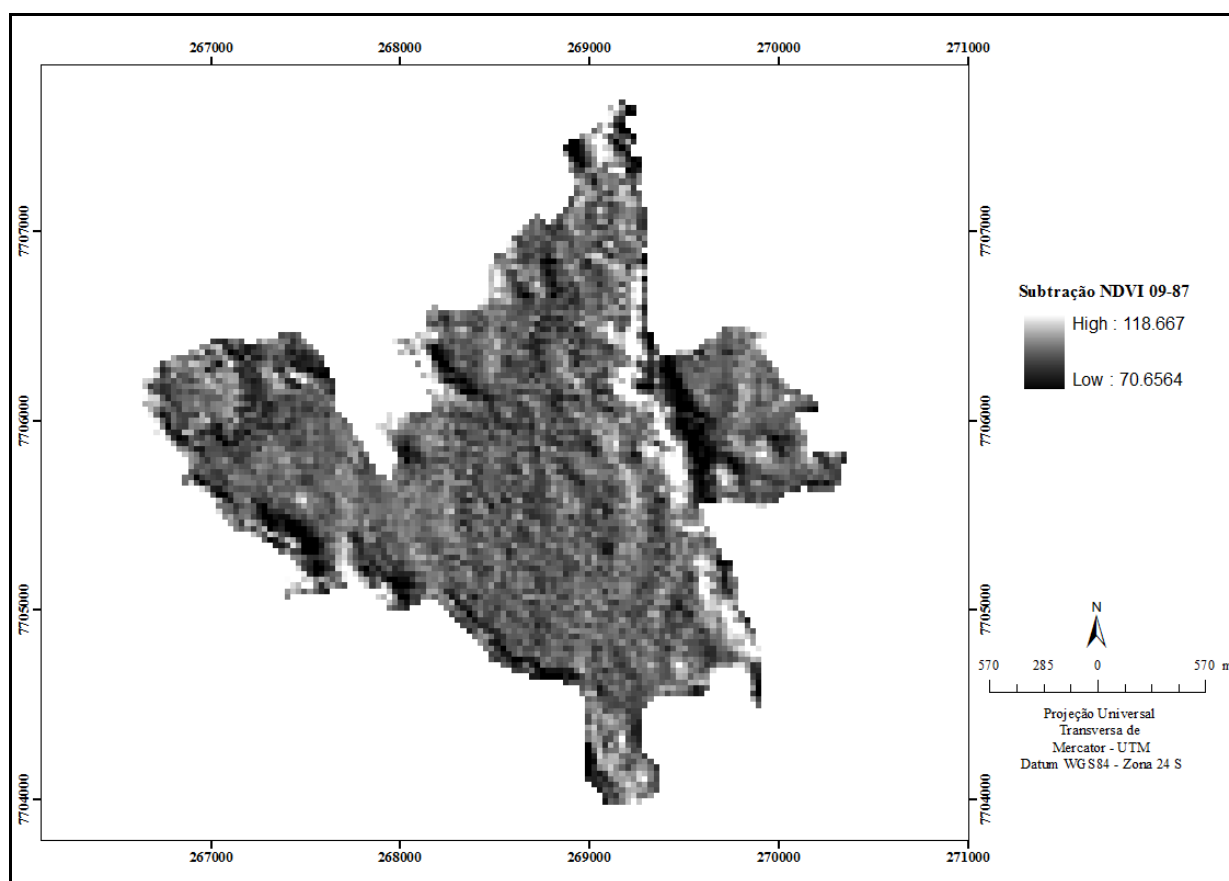 267000 268000 269000 270000 271000
7707000 7707000
7706000 7706000
7705000 7705000
7704000 7704000
267000 268000 269000 270000 271000
Subtração NDVI 09-87
High : 118.667
Low : 70.6564
N
570 285 0 570 m
Projeção Universal
Transversa de
Mercator - UTM
Datum WGS84 - Zona 24 S